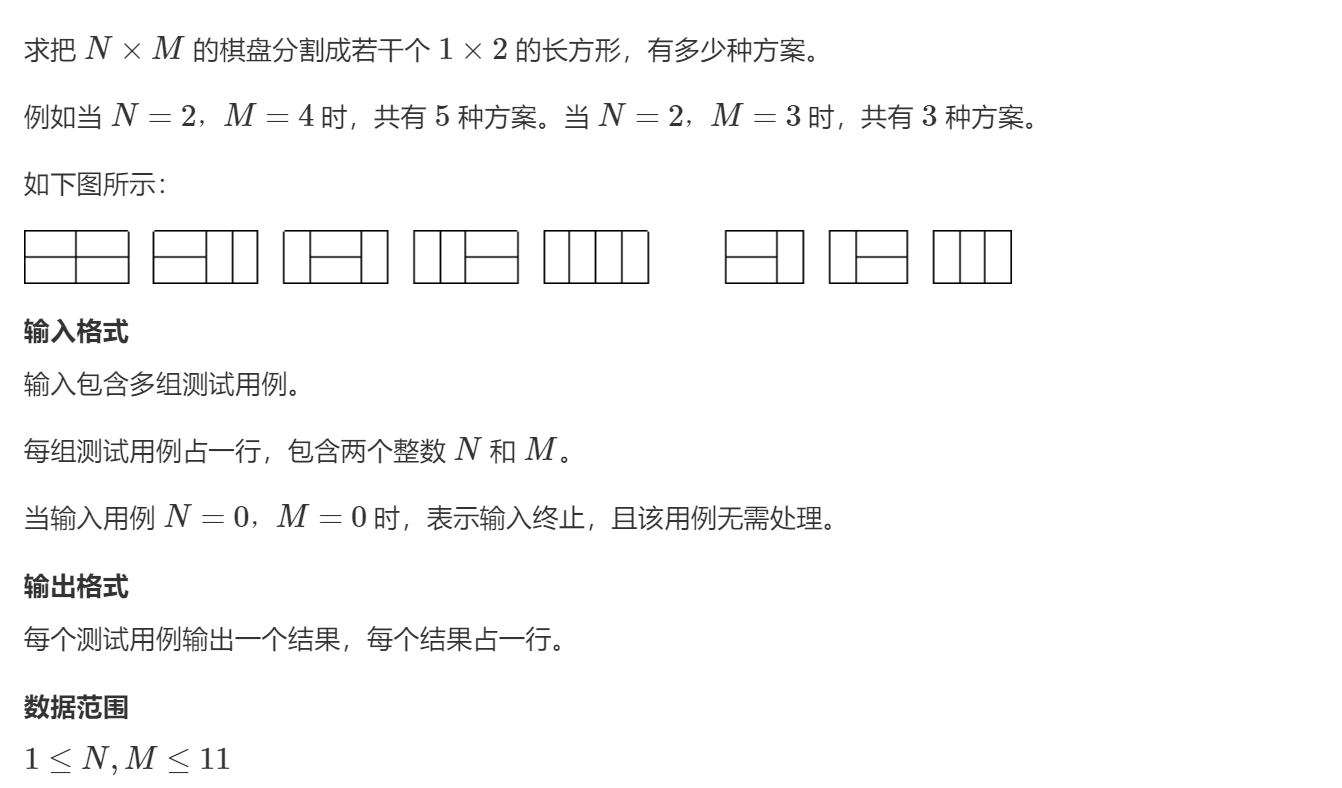 求把 N × M 的棋盘分割成若干个 1 × 2 的长方形，有多少种方案。
例如当 N = 2，M = 4 时，共有 5 种方案。当 N = 2，M = 3 时，共有 3 种方案。
如下图所示：
输入格式
输入包含多组测试用例。
每组测试用例占一行，包含两个整数 N 和 M。
当输入用例 N = 0，M = 0 时，表示输入终止，且该用例无需处理。
输出格式
每个测试用例输出一个结果，每个结果占一行。
数据范围
1 ≤ N, M ≤ 11